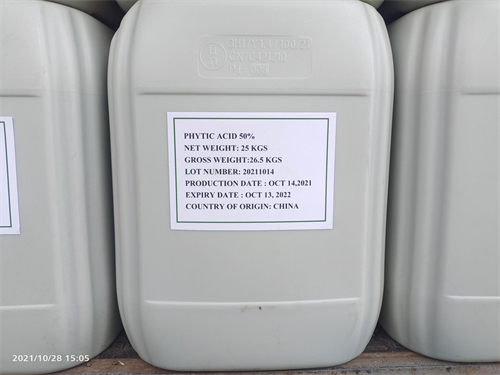 PHYTIC ACID 50%
NET WEIGHT: 25 KGS
GROSS WEIGHT:26.5 KGS
LOT NUMBER: 20211014
PRODUCTION DATE : OCT 14,2021
EXPIRY DATE : OCT 13, 2022
COUNTRY OF ORIGIN: CHINA
2021/10/28 15:05